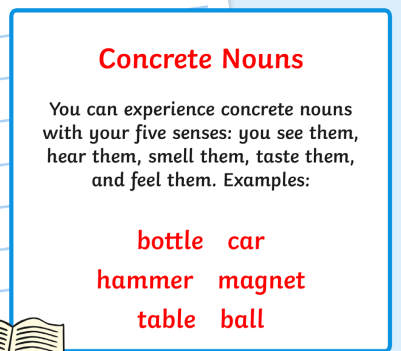 Concrete Nouns
You can experience concrete nouns
with your five senses: you see them,
hear them, smell them, taste them,
and feel them. Examples:
bottle car
hammer magnet
table ball